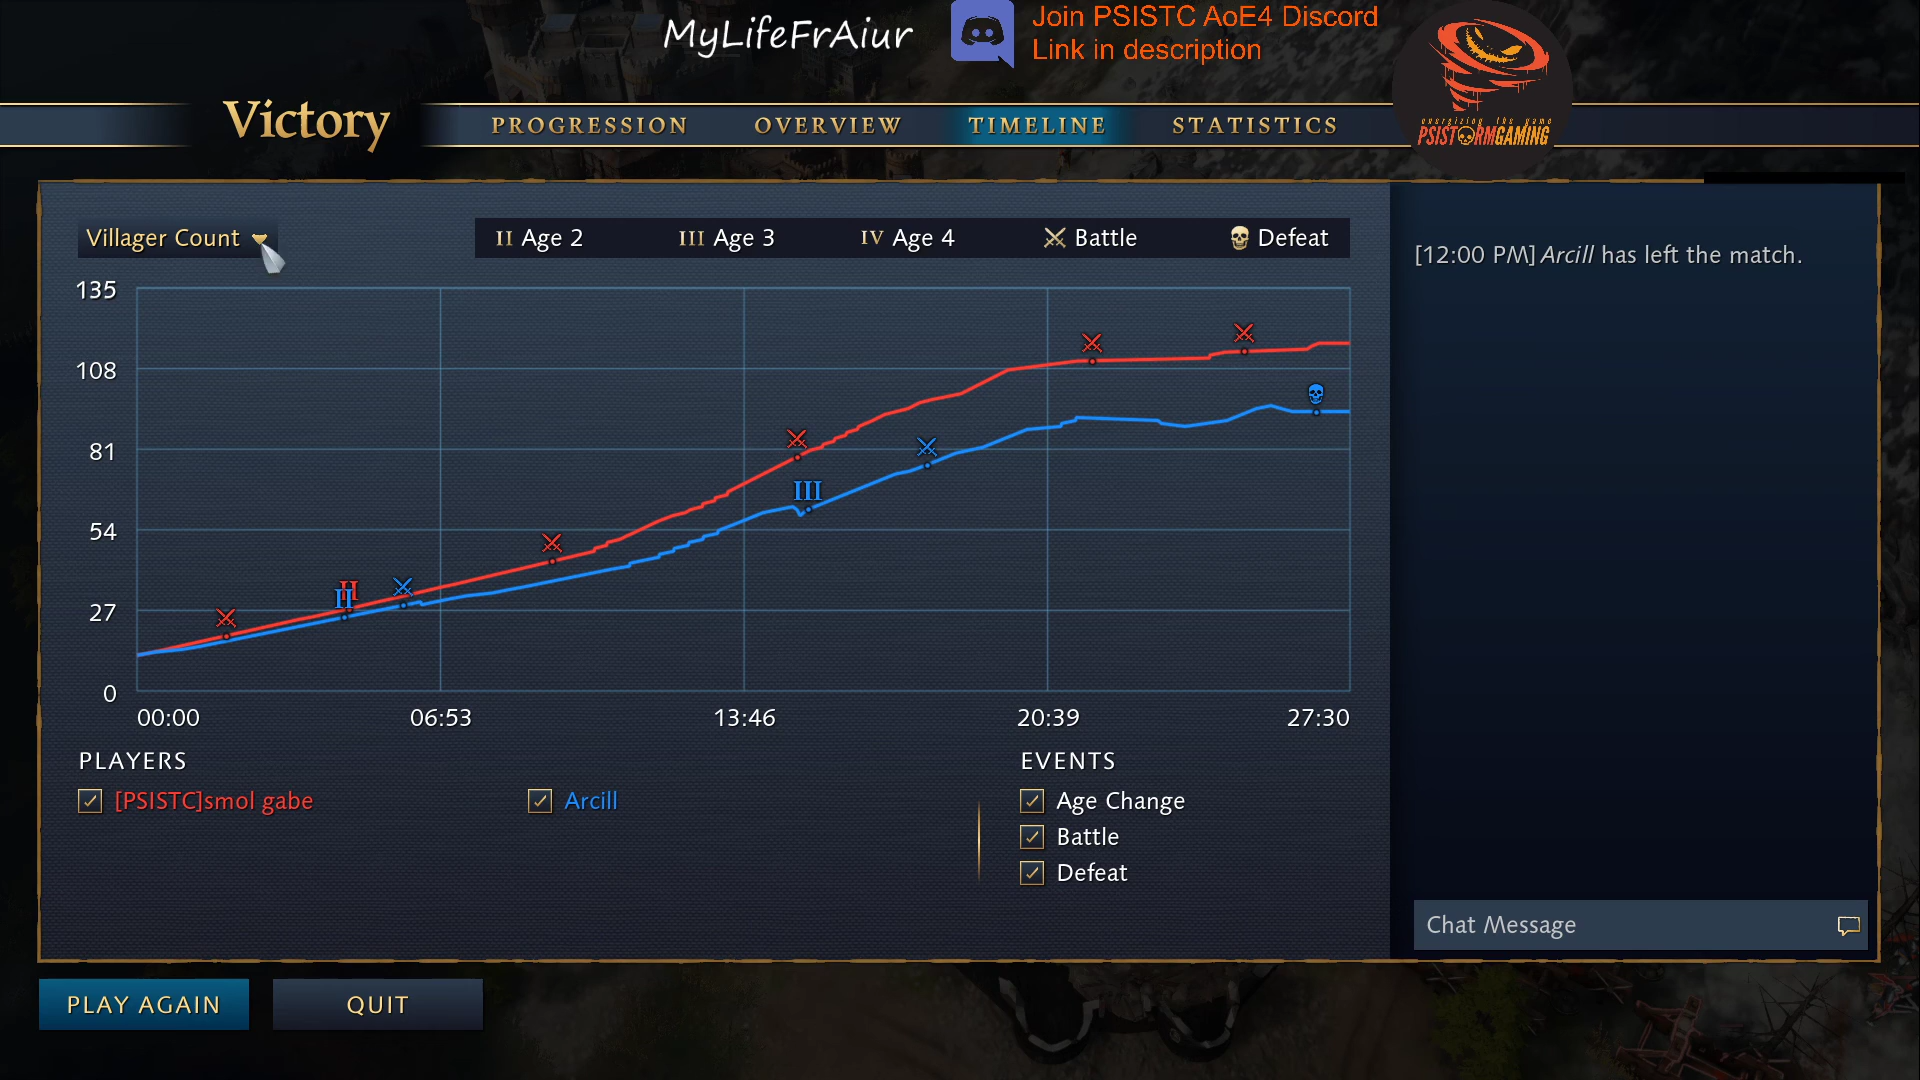 MyLifeFrAiur
Join PSISTC AoE4 Discord
Link in description
Victory
PROGRESSION
OVERVIEW
TIMELINE
STATISTICS
energizing the game
PSISTORMGAMING
Villager Count
II Age 2
III Age 3
IV Age 4
Battle
Defeat
[12:00 PM] Arcill has left the match.
135
108
81
54
27
0
III
II
II
00:00
06:53
13:46
20:39
27:30
PLAYERS
[PSISTC]smol gabe
Arcill
EVENTS
Age Change
Battle
Defeat
Chat Message
PLAY AGAIN
QUIT